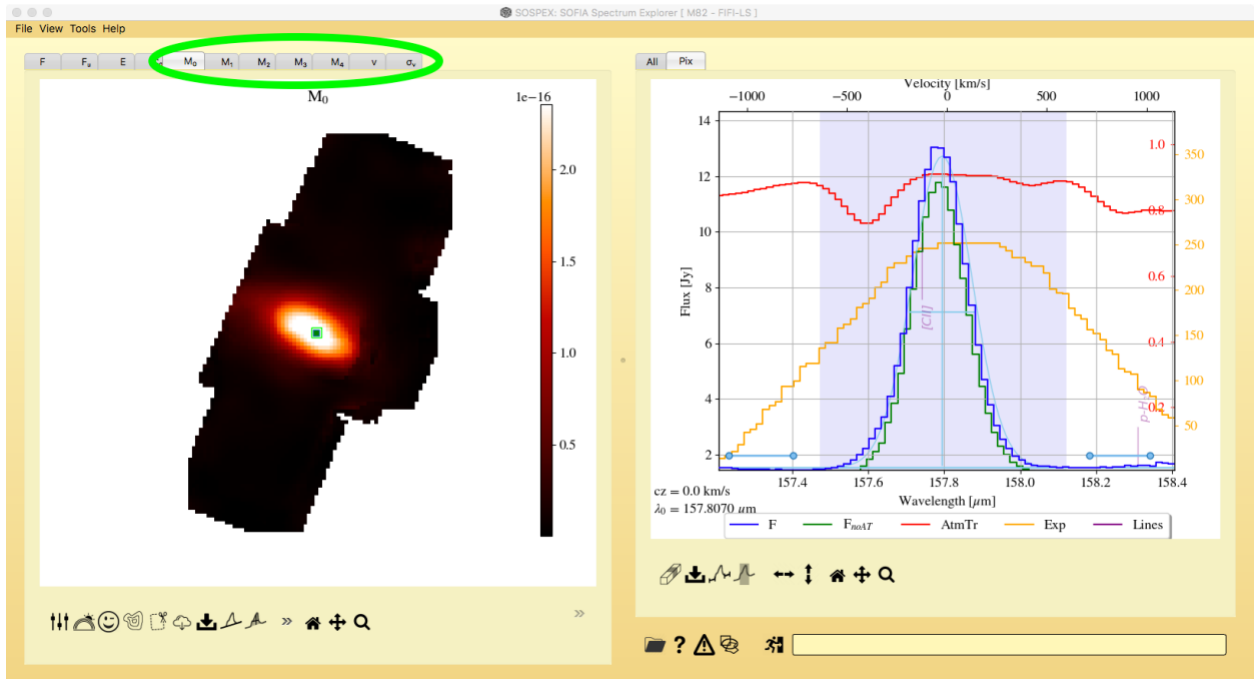 SOSPEX: SOFIA Spectrum Explorer [ M82 - FIFI-LS ]
File View Tools Help
F Fᵤ E M₀ M₁ M₂ M₃ M₄ v σᵥ
All Pix
M₀
1e−16
2.0
1.5
1.0
0.5
Velocity [km/s]
−1000 −500 0 500 1000
14
12
10
8
6
4
2
Flux [Jy]
1.0
0.8
0.6
0.4
0.2
350
300
250
200
150
100
50
[CII]
157.4 157.6 157.8 158.0 158.2 158.4
Wavelength [μm]
cz = 0.0 km/s
λ₀ = 157.8070 μm
F FₙₒAT AtmTr Exp Lines